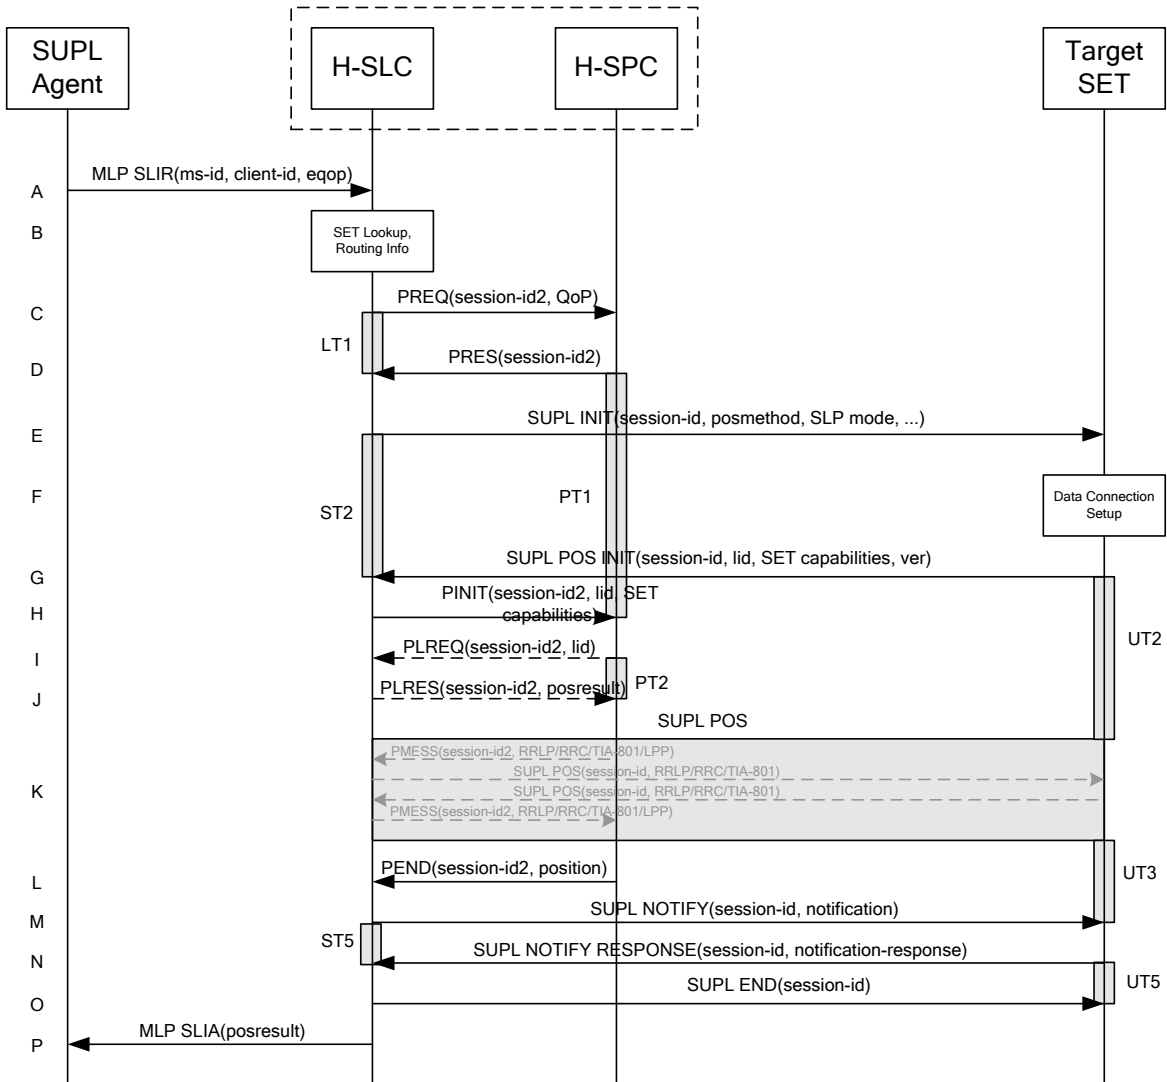 SUPL
Agent
H-SLC
H-SPC
Target
SET
MLP SLIR(ms-id, client-id, eqop)
A
B
SET Lookup,
Routing Info
C
PREQ(session-id2, QoP)
LT1
D
PRES(session-id2)
E
SUPL INIT(session-id, posmethod, SLP mode, ...)
F
ST2
PT1
Data Connection
Setup
SUPL POS INIT(session-id, lid, SET capabilities, ver)
G
PINIT(session-id2, lid, SET
capabilities)
H
UT2
PLREQ(session-id2, lid)
I
PLRES(session-id2, posresult)
PT2
J
SUPL POS
PMESS(session-id2, RRLP/RRC/TIA-801/LPP)
SUPL POS(session-id, RRLP/RRC/TIA-801)
K
SUPL POS(session-id, RRLP/RRC/TIA-801)
PMESS(session-id2, RRLP/RRC/TIA-801/LPP)
PEND(session-id2, position)
UT3
L
SUPL NOTIFY(session-id, notification)
M
ST5
SUPL NOTIFY RESPONSE(session-id, notification-response)
N
SUPL END(session-id)
UT5
O
MLP SLIA(posresult)
P